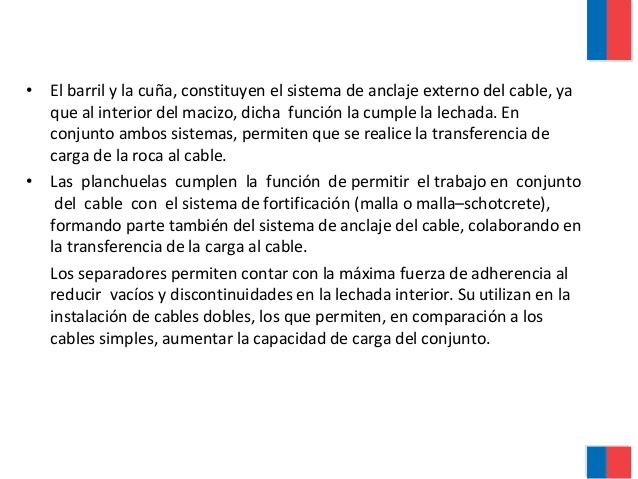 • El barril y la cuña, constituyen el sistema de anclaje externo del cable, ya
que al interior del macizo, dicha función la cumple la lechada. En
conjunto ambos sistemas, permiten que se realice la transferencia de
carga de la roca al cable.
• Las planchuelas cumplen la función de permitir el trabajo en conjunto
del cable con el sistema de fortificación (malla o malla–schotcrete),
formando parte también del sistema de anclaje del cable, colaborando en
la transferencia de la carga al cable.
Los separadores permiten contar con la máxima fuerza de adherencia al
reducir vacíos y discontinuidades en la lechada interior. Su utilizan en la
instalación de cables dobles, los que permiten, en comparación a los
cables simples, aumentar la capacidad de carga del conjunto.